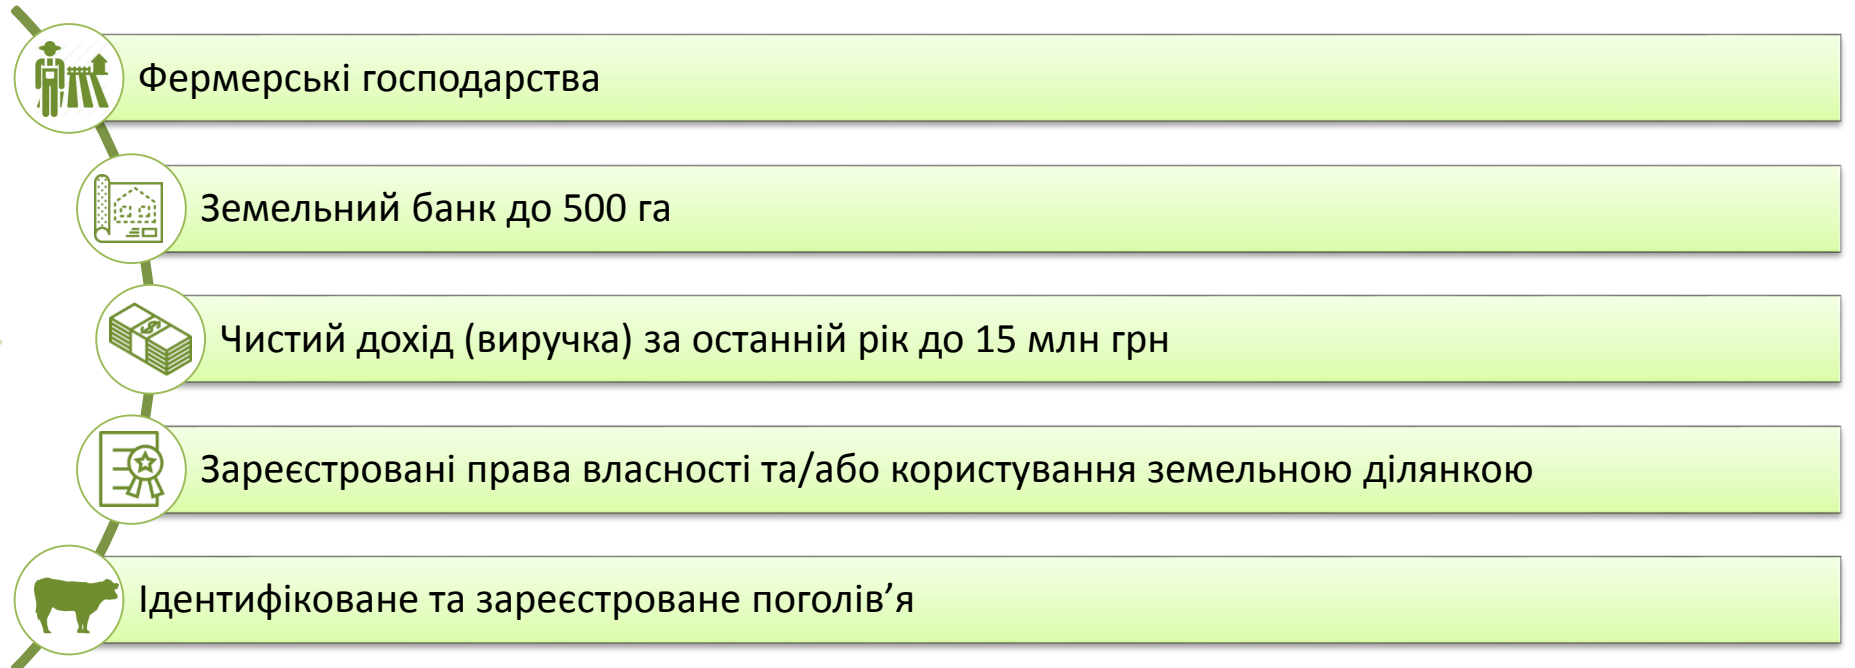 Фермерські господарства
Земельний банк до 500 га
Чистий дохід (виручка) за останній рік до 15 млн грн
Зареєстровані права власності та/або користування земельною ділянкою
Ідентифіковане та зареєстроване поголів’я